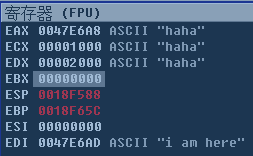 寄存器 (FPU)
EAX 0047E6A8 ASCII "haha"
ECX 00001000 ASCII "haha"
EDX 00002000 ASCII "haha"
EBX 00000000
ESP 0018F588
EBP 0018F65C
ESI 00000000
EDI 0047E6AD ASCII "i am here"